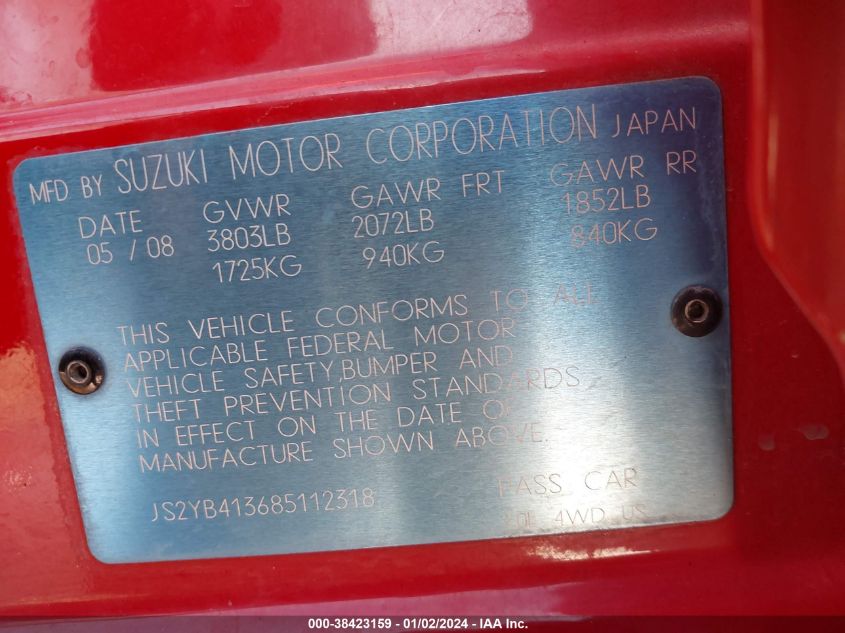 MFD BY SUZUKI MOTOR CORPORATION JAPAN
DATE GVWR GAWR FRT GAWR RR
05 / 08 3803LB 2072LB 1852LB
1725KG 940KG 840KG
THIS VEHICLE CONFORMS TO ALL
APPLICABLE FEDERAL MOTOR
VEHICLE SAFETY,BUMPER AND
THEFT PREVENTION STANDARDS
IN EFFECT ON THE DATE OF
MANUFACTURE SHOWN ABOVE.
JS2YB413685112318 PASS CAR
4WD US
000-38423159 - 01/02/2024 - IAA Inc.